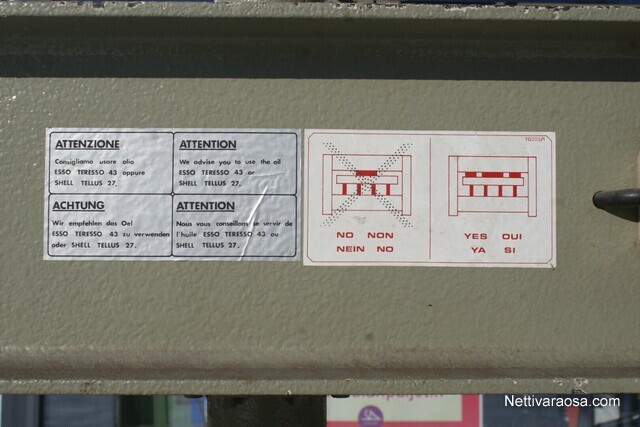 ATTENZIONE
Consigliamo usare olio
ESSO TERESSO 43 oppure
SHELL TELLUS 27.
ATTENTION
We advise you to use the oil
ESSO TERESSO 43 or
SHELL TELLUS 27.
ACHTUNG
Wir empfehlen das Oel
ESSO TERESSO 43 zu verwenden
oder SHELL TELLUS 27.
ATTENTION
Nous vous conseillons se servir de
l'huile ESSO TERESSO 43 ou
SHELL TELLUS 27.
NO NON
NEIN NO
YES OUI
YA SI
Nettivaraosa.com